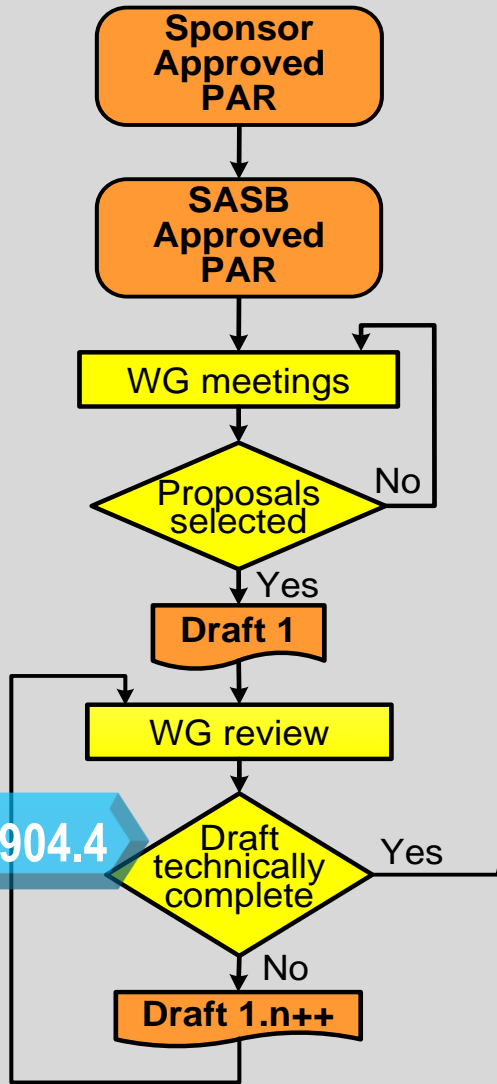 Sponsor
Approved
PAR
SASB
Approved
PAR
WG meetings
Proposals
selected
No
Yes
Draft 1
WG review
904.4
Draft
technically
complete
Yes
No
Draft 1.n++